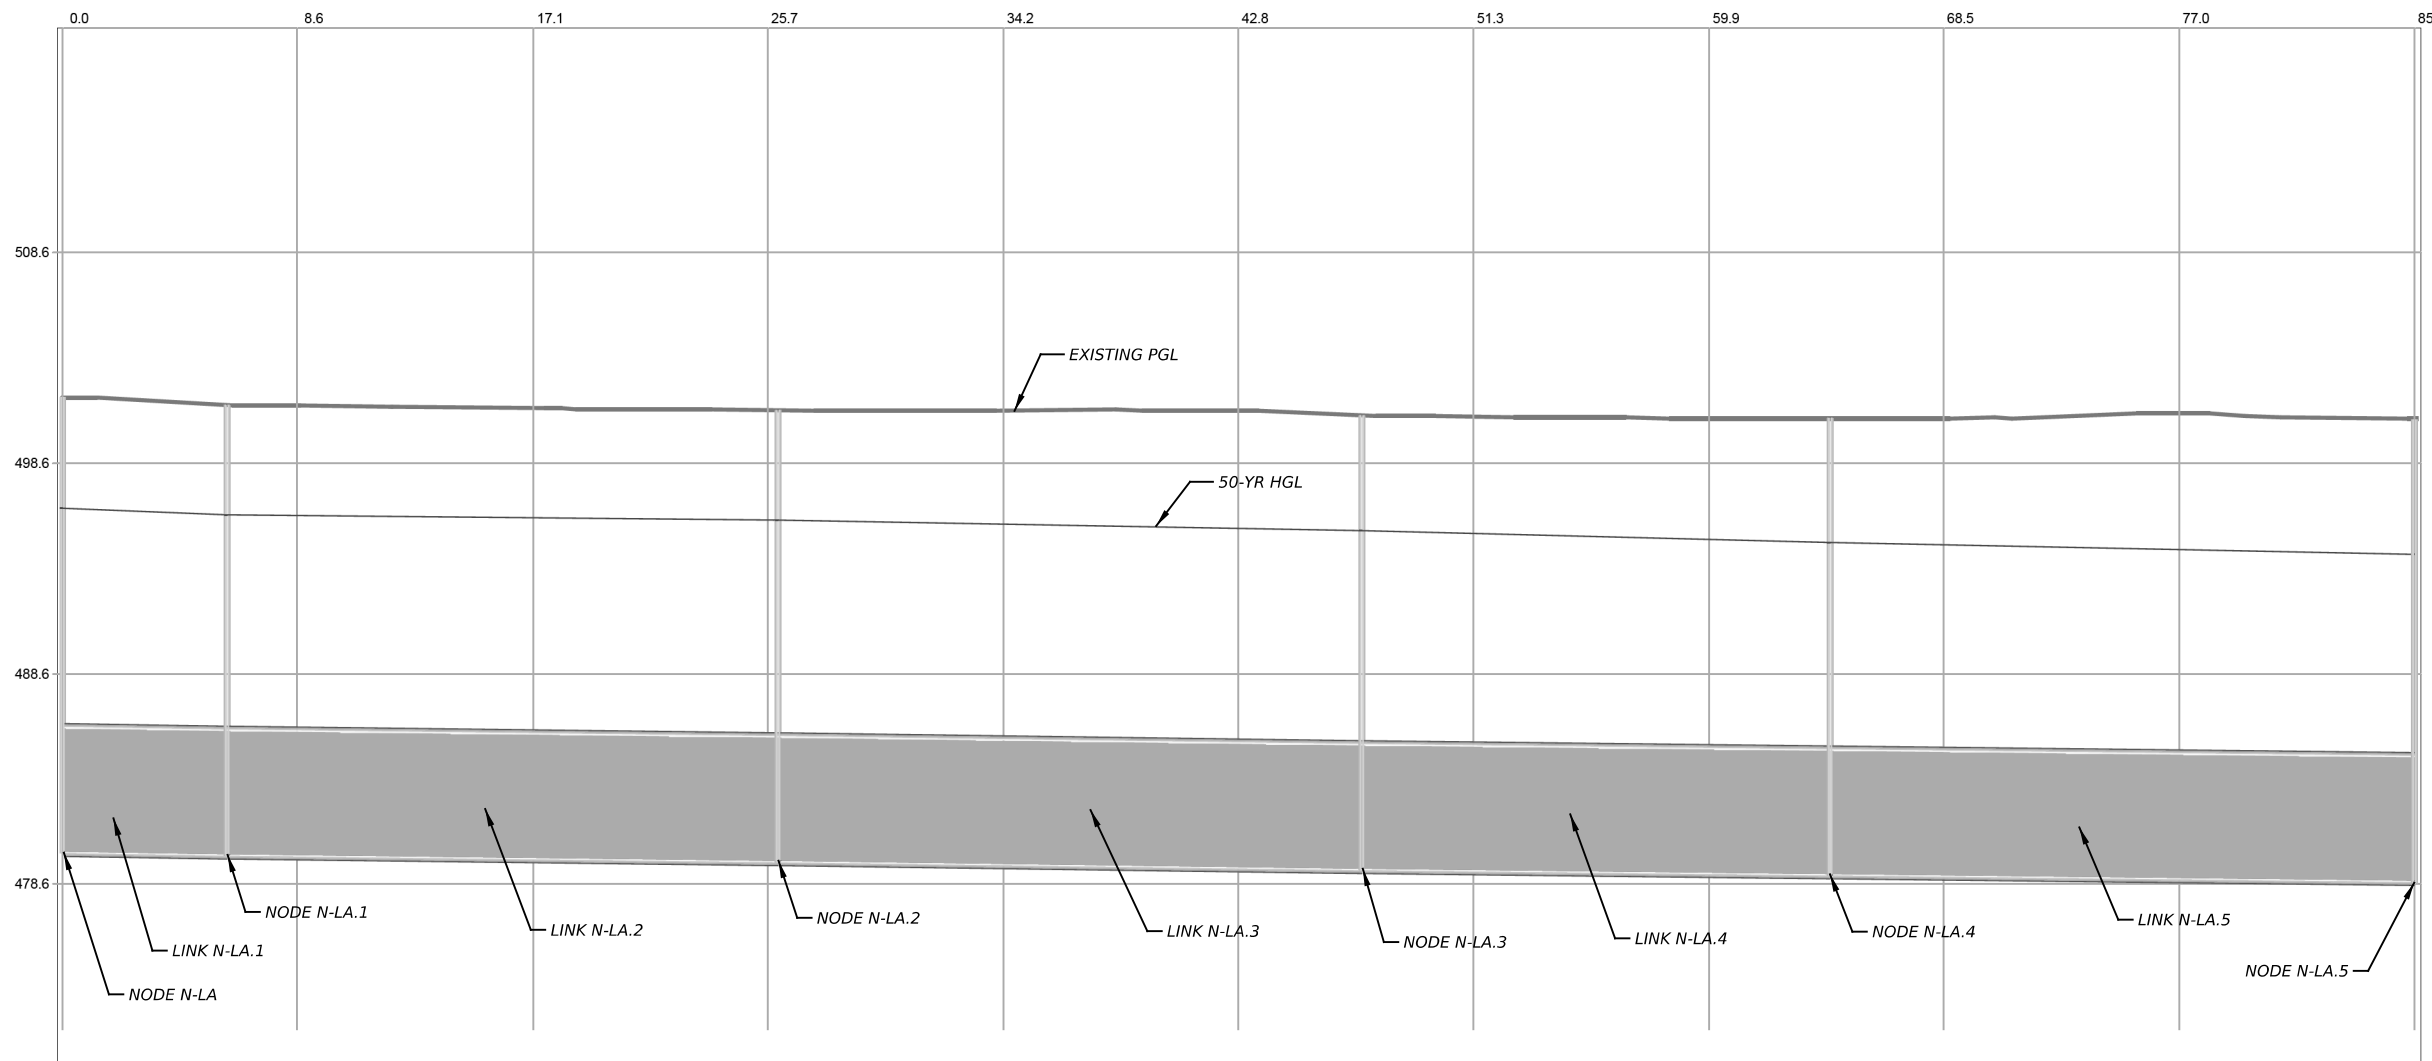 0.0 8.6 17.1 25.7 34.2 42.8 51.3 59.9 68.5 77.0 85
508.6
EXISTING PGL
498.6
50-YR HGL
488.6
478.6
NODE N-LA.1
NODE N-LA.2
LINK N-LA.5
LINK N-LA.2
LINK N-LA.3
NODE N-LA.4
LINK N-LA.4
NODE N-LA.3
LINK N-LA.1
NODE N-LA.5
NODE N-LA